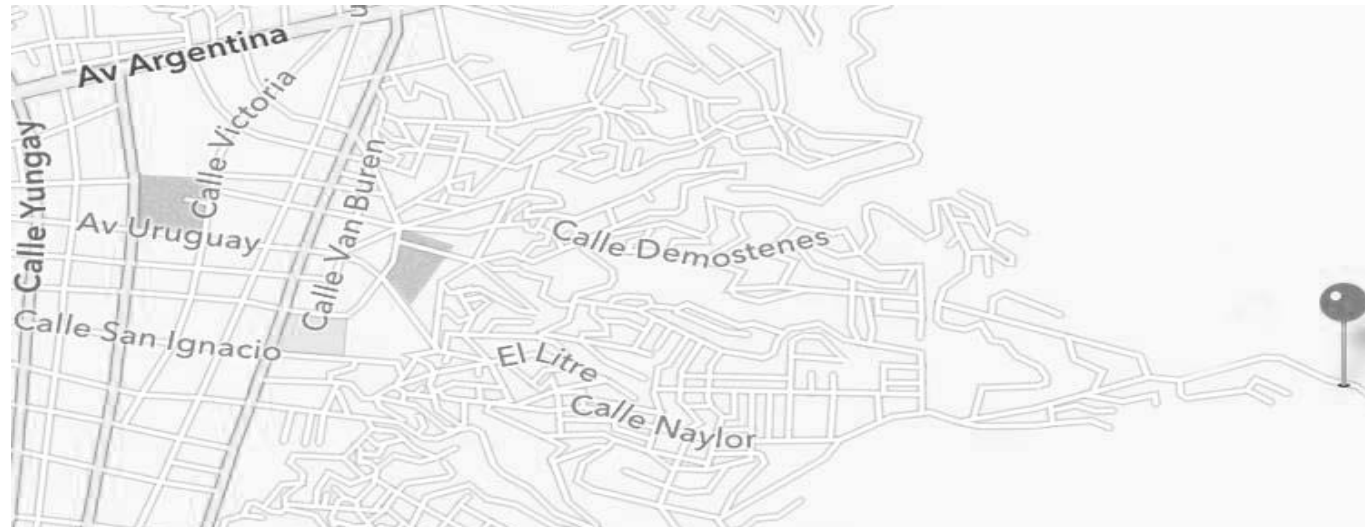 Av Argentina
Calle Victoria
Calle Yungay
Calle Van Buren
Av Uruguay
Calle Demostenes
Calle San Ignacio
El Litre
Calle Naylor